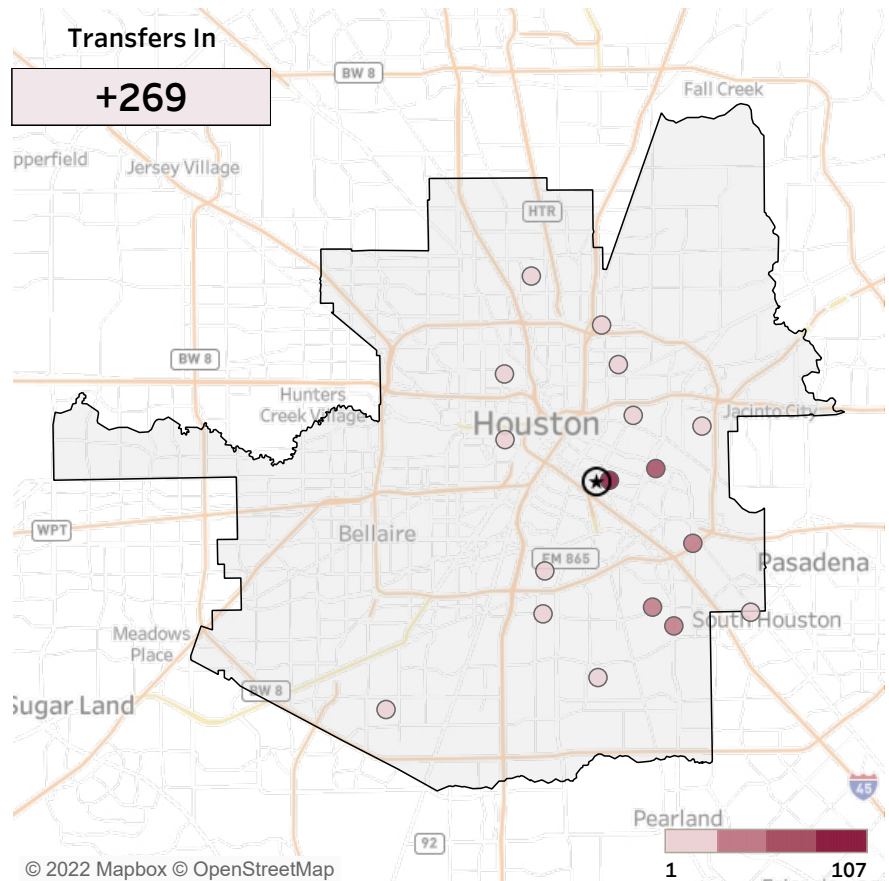 Transfers In
+269
BW 8
Fall Creek
pperfield
Jersey Village
HTR
BW 8
Hunters
Creek Village
Jacinto City
Houston
WPT
Bellaire
FM 865
Pasadena
South Houston
Meadows
Place
BW 8
Sugar Land
45
Pearland
92
1
107
© 2022 Mapbox © OpenStreetMap